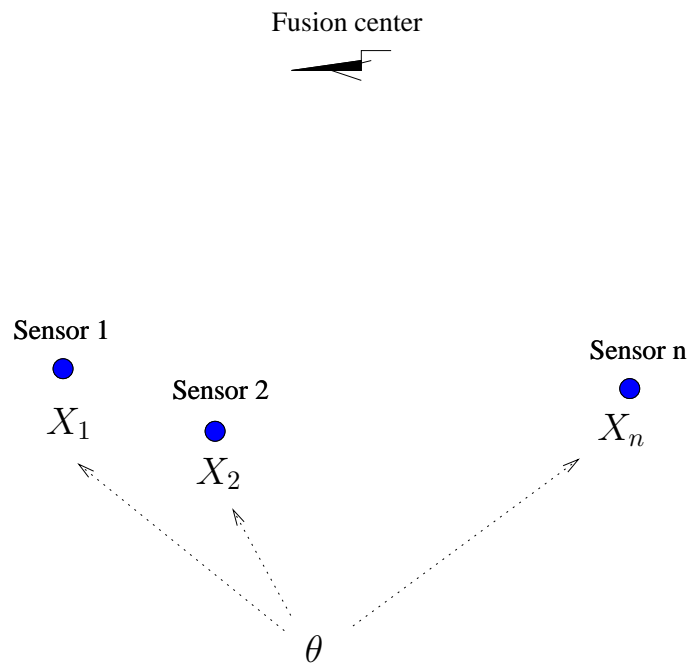 Fusion center
Sensor 1
Sensor n
Sensor 2
X₁
Xₙ
X₂
θ